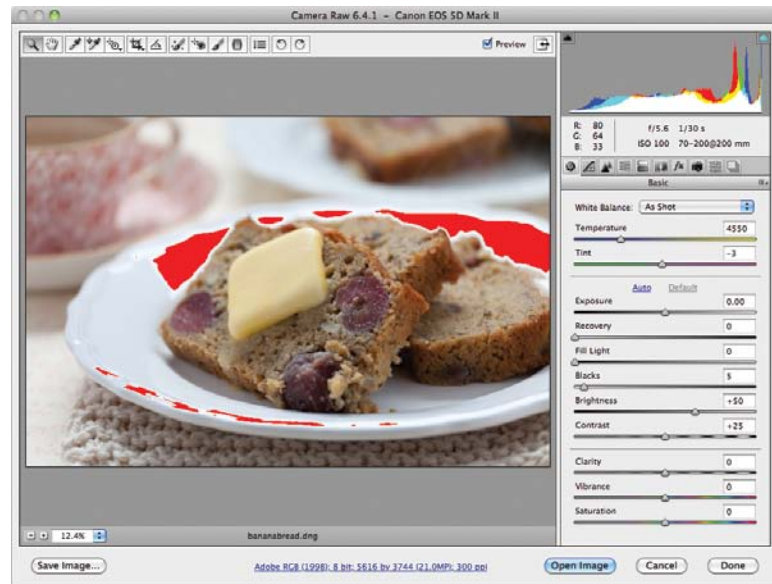 Camera Raw 6.4.1 - Canon EOS 5D Mark II
Preview
R: 80
G: 64
B: 33
f/5.6 1/30 s
ISO 100 70-200@200 mm
Basic
White Balance: As Shot
Temperature 4550
Tint -3
Auto Default
Exposure 0.00
Recovery 0
Fill Light 0
Blacks 5
Brightness +50
Contrast +25
Clarity 0
Vibrance 0
Saturation 0
12.4% bananabread.dng
Save Image... Adobe RGB (1998); 8 bit; 5616 by 3744 (21.0MP); 300 ppi Open Image Cancel Done